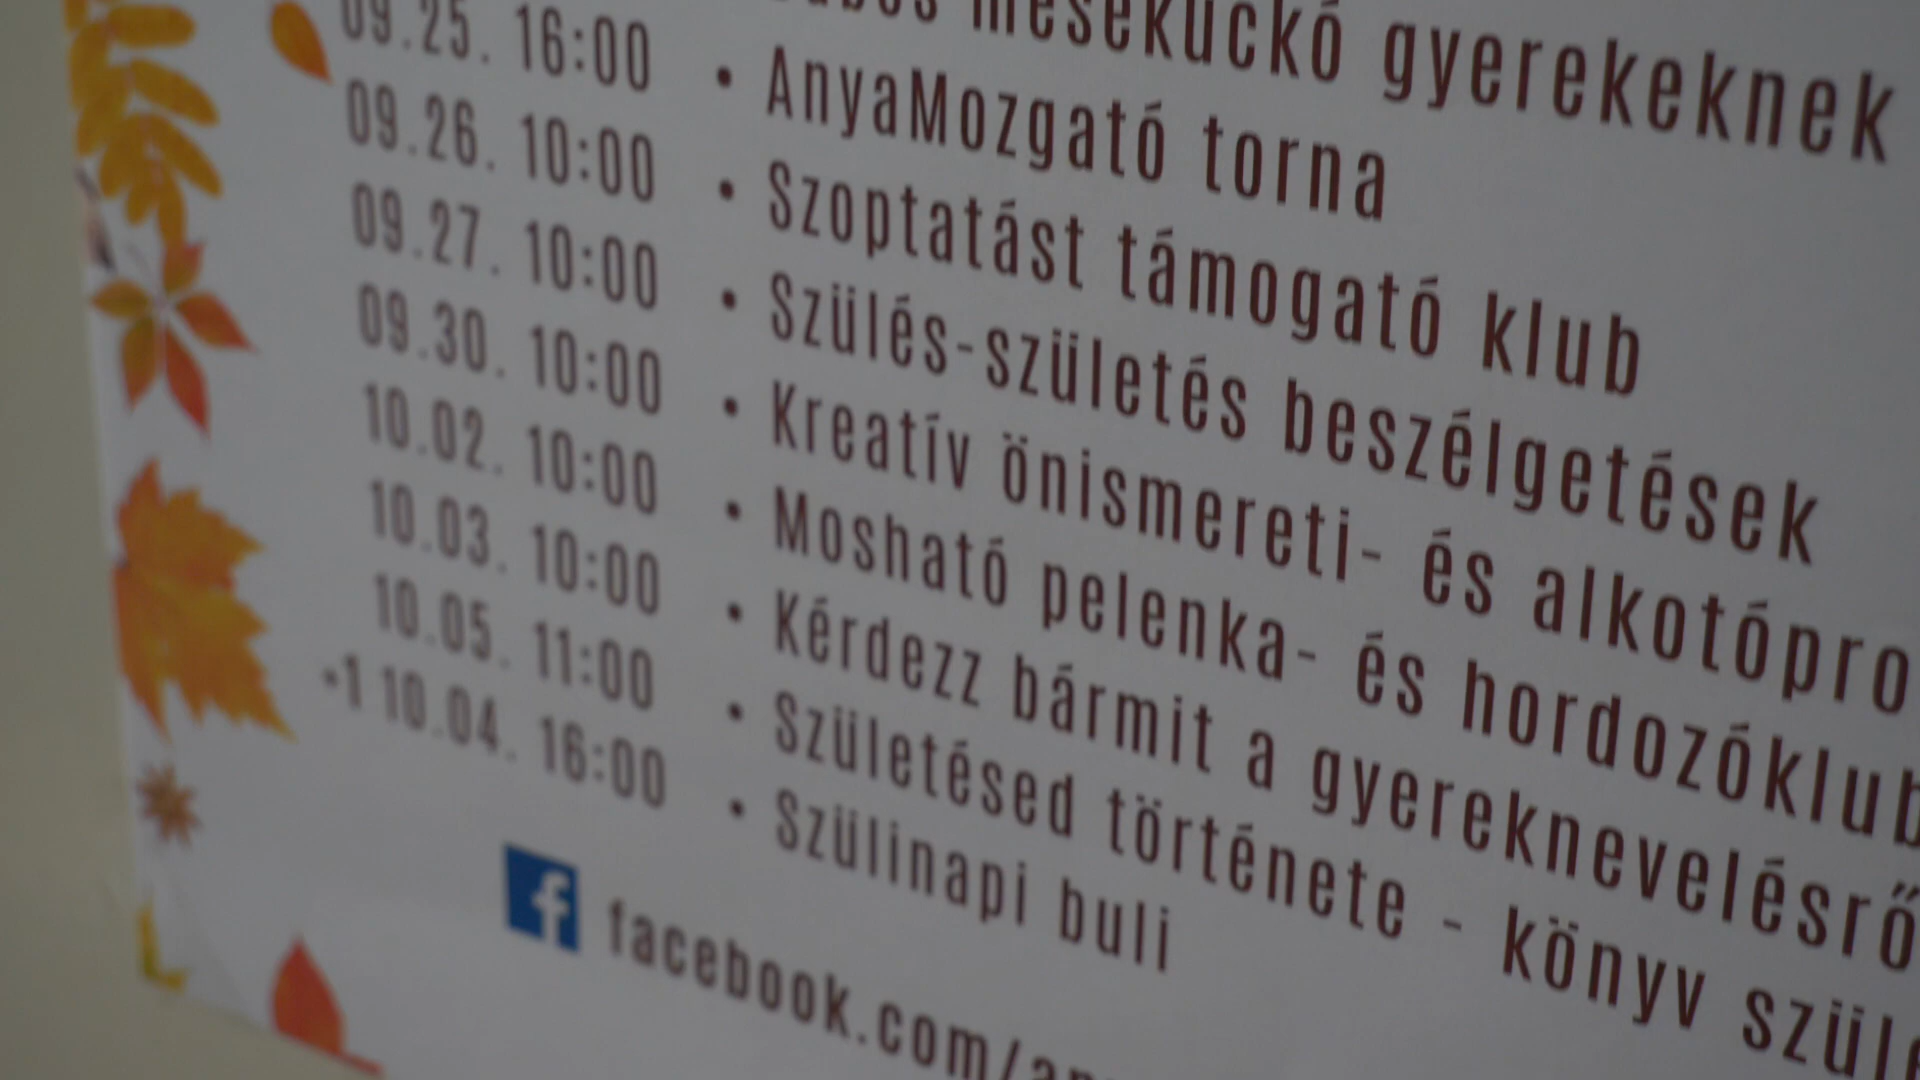 mesekuckó gyerekeknek
09.25. 16:00 • AnyaMozgató torna
09.26. 10:00 • Szoptatást támogató klub
09.27. 10:00 • Szülés-születés beszélgetések
09.30. 10:00 • Kreatív önismereti- és alkotópro
10.02. 10:00 • Mosható pelenka- és hordozóklub
10.03. 10:00 • Kérdezz bármit a gyereknevelésrő
10.05. 11:00 • Születésed története - könyv szüle
+1 10.04. 16:00 • Szülinapi buli
facebook.com/